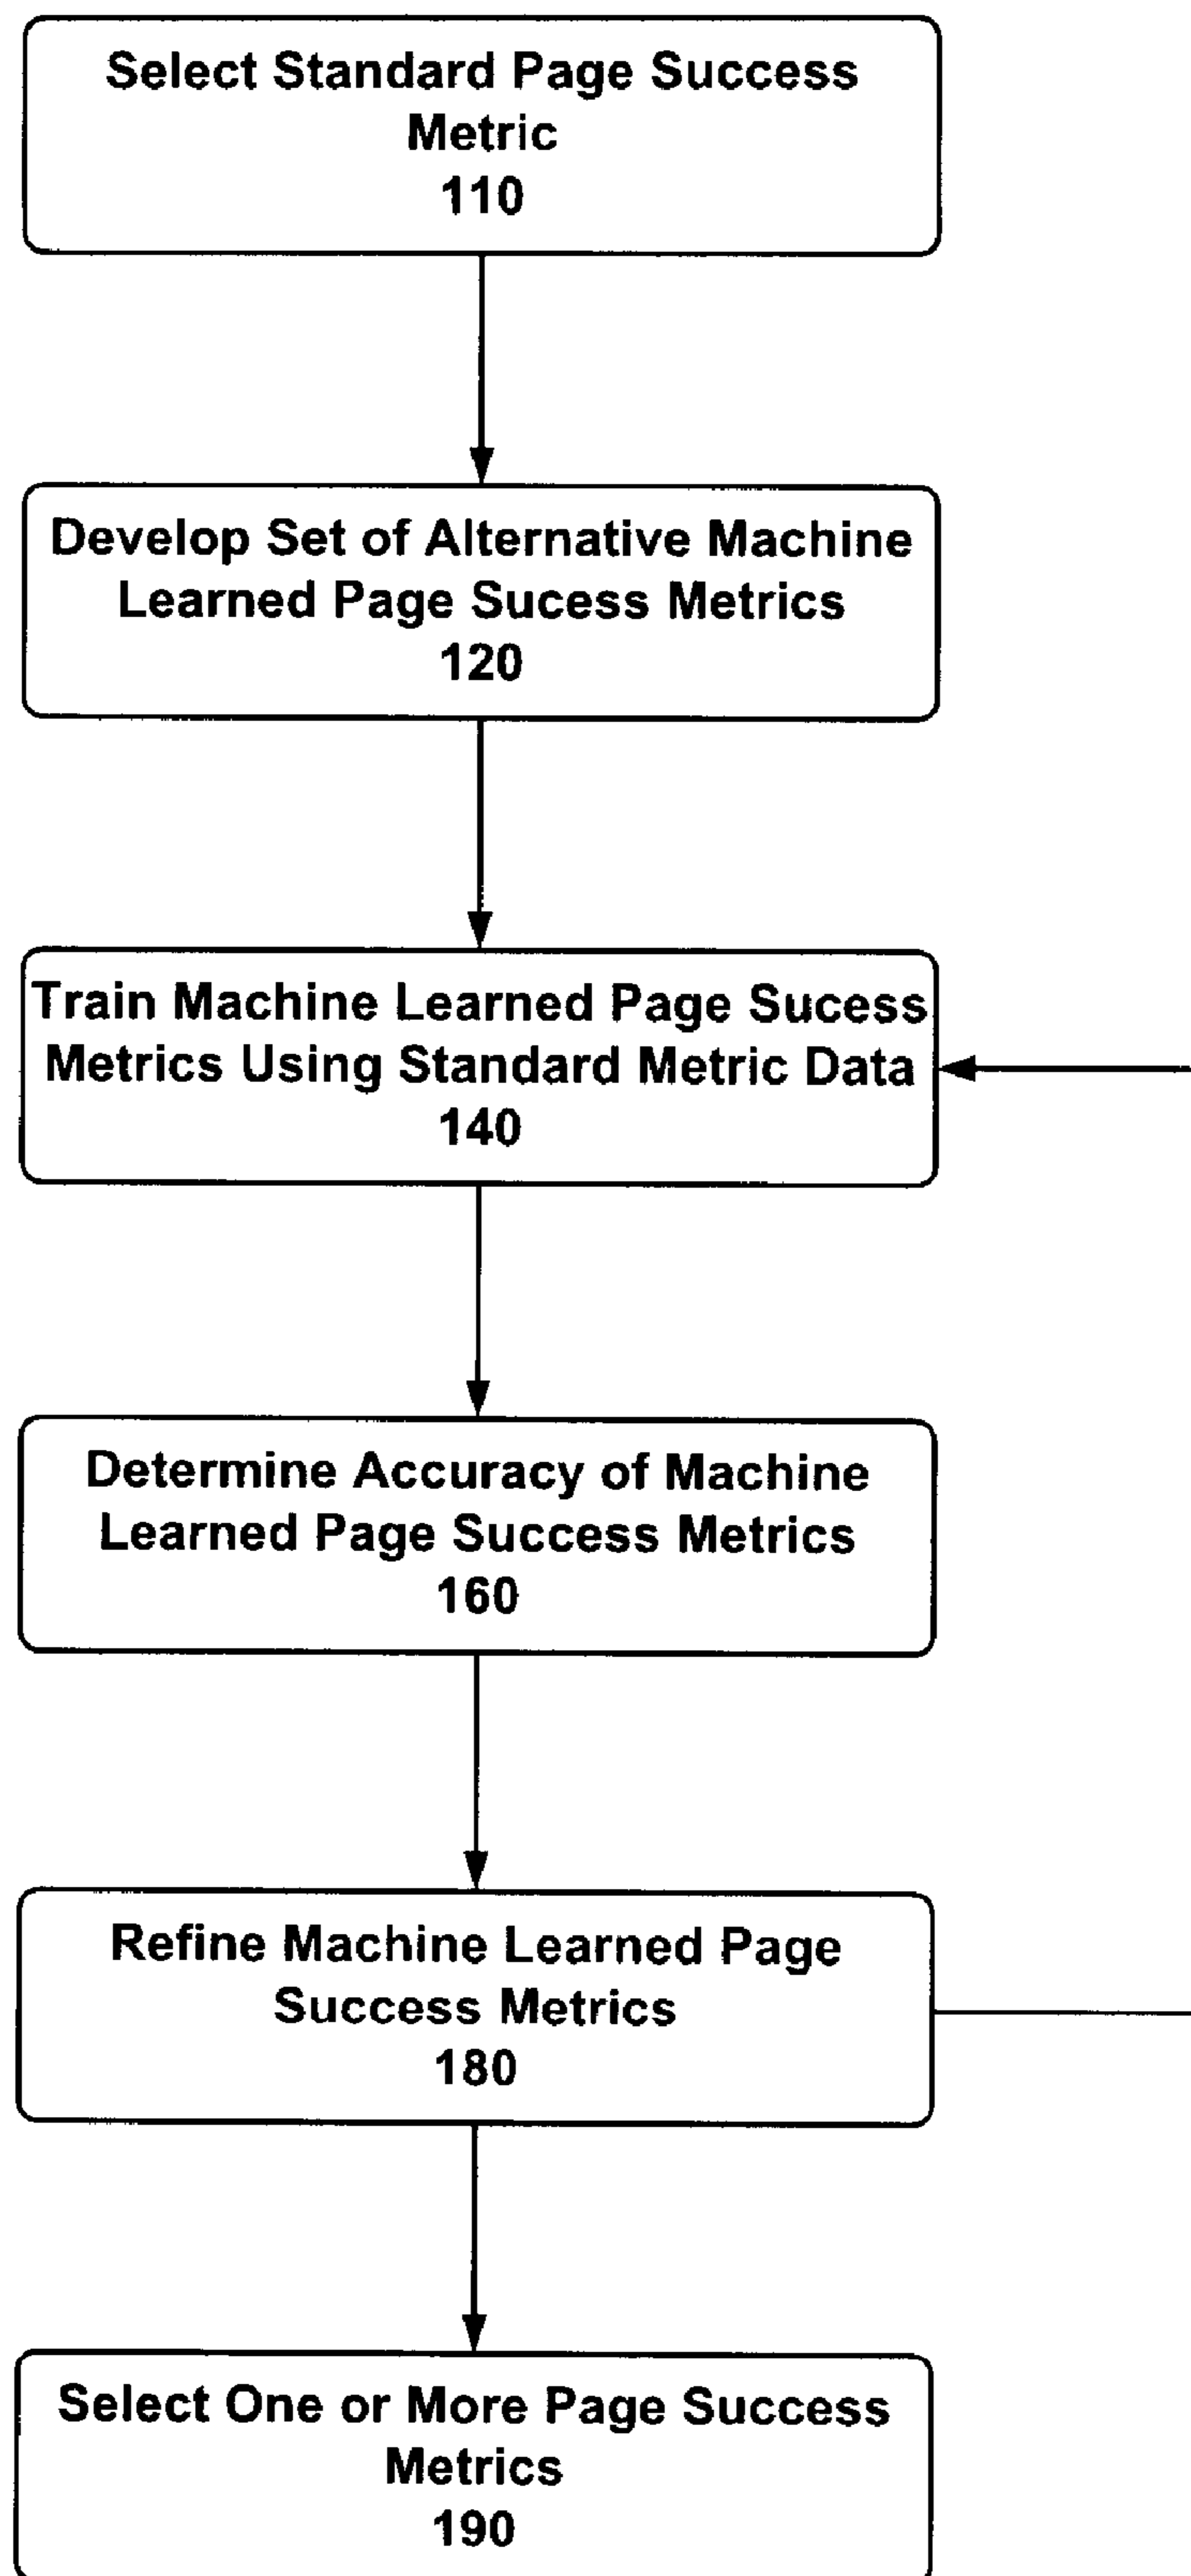 Select Standard Page Success
Metric
110
Develop Set of Alternative Machine
Learned Page Sucess Metrics
120
Train Machine Learned Page Sucess
Metrics Using Standard Metric Data
140
Determine Accuracy of Machine
Learned Page Success Metrics
160
Refine Machine Learned Page
Success Metrics
180
Select One or More Page Success
Metrics
190